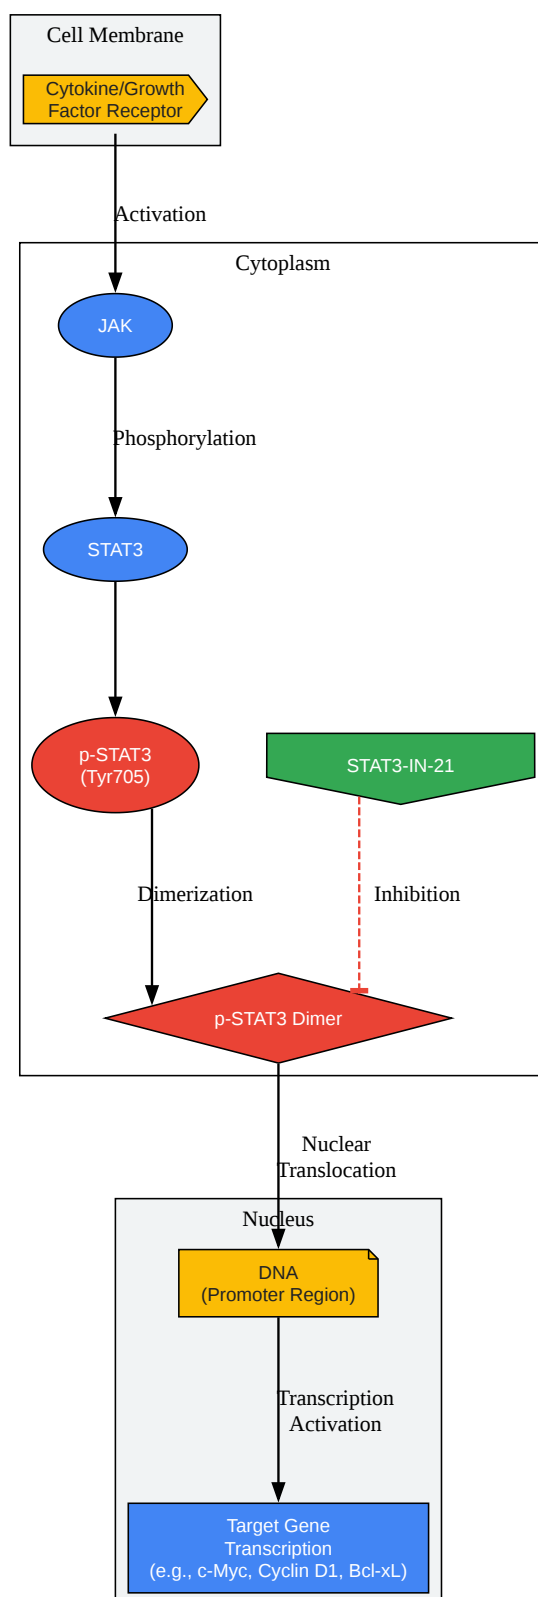 Cell Membrane
Cytokine/Growth
Factor Receptor
Activation
Cytoplasm
JAK
Phosphorylation
STAT3
p-STAT3
(Tyr705)
STAT3-IN-21
Dimerization
Inhibition
p-STAT3 Dimer
Nuclear
Translocation
Nucleus
DNA
(Promoter Region)
Transcription
Activation
Target Gene
Transcription
(e.g., c-Myc, Cyclin D1, Bcl-xL)